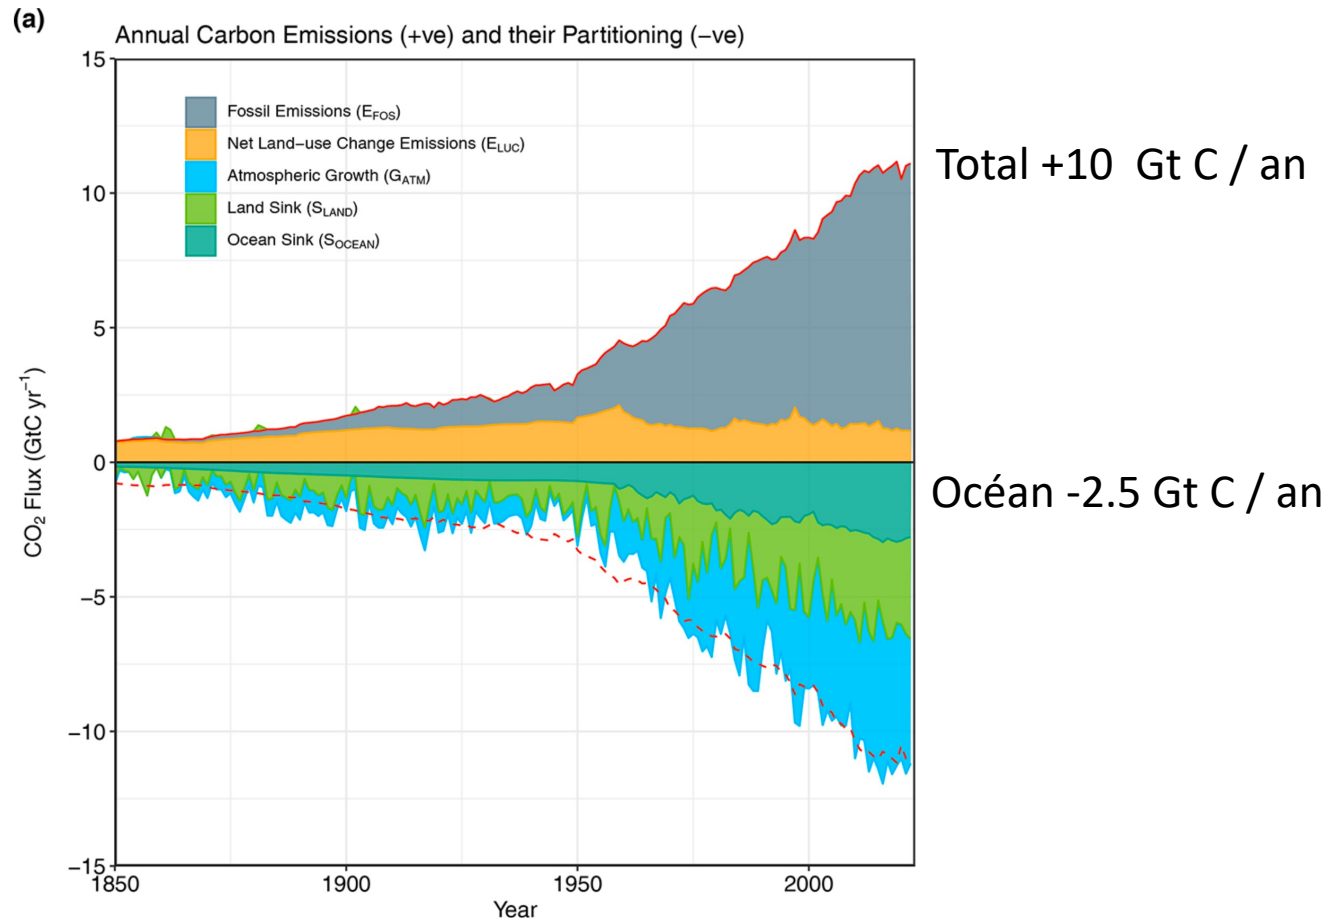 (a)
Annual Carbon Emissions (+ve) and their Partitioning (−ve)
15
10
5
0
−5
−10
−15
Fossil Emissions (EFOS)
Net Land−use Change Emissions (ELUC)
Atmospheric Growth (GATM)
Land Sink (SLAND)
Ocean Sink (SOCEAN)
CO2 Flux (GtC yr−1)
1850 1900 1950 2000
Year
Total +10 Gt C / an
Océan -2.5 Gt C / an